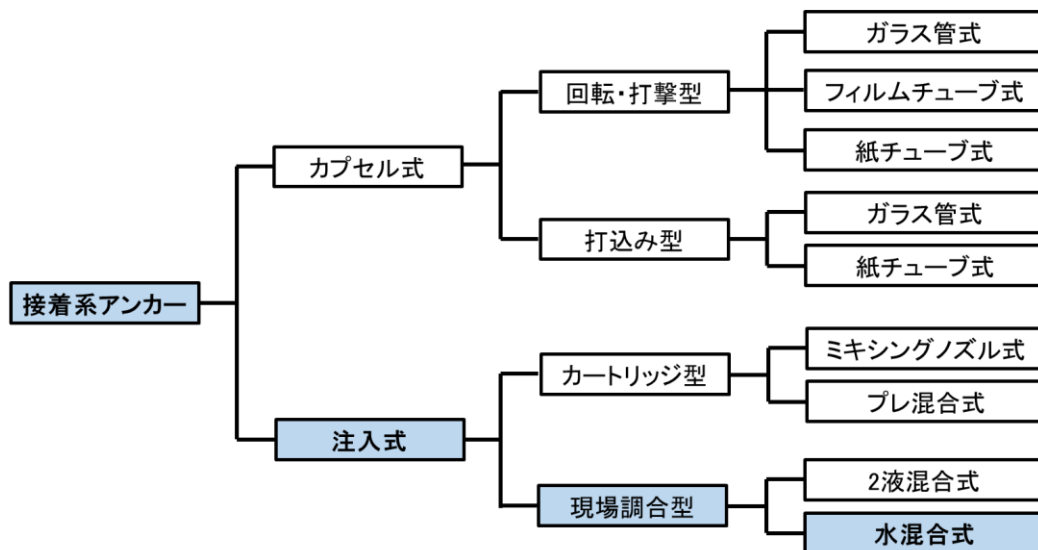 接着系アンカー
カプセル式
回転・打撃型
ガラス管式
フィルムチューブ式
紙チューブ式
打込み型
ガラス管式
紙チューブ式
注入式
カートリッジ型
ミキシングノズル式
プレ混合式
現場調合型
2液混合式
水混合式